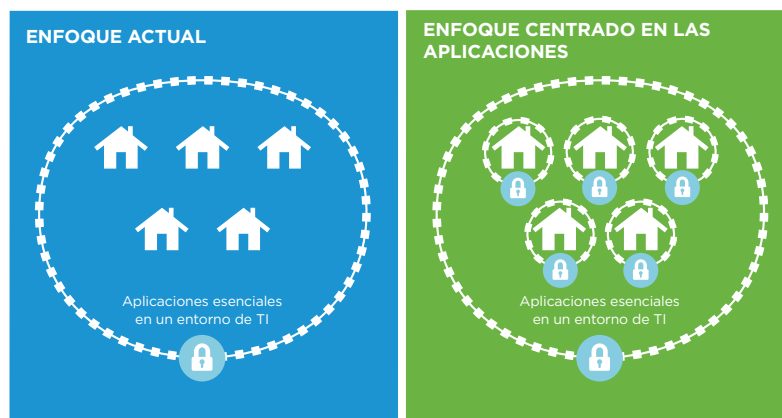 ENFOQUE ACTUAL
Aplicaciones esenciales
en un entorno de TI
ENFOQUE CENTRADO EN LAS
APLICACIONES
Aplicaciones esenciales
en un entorno de TI